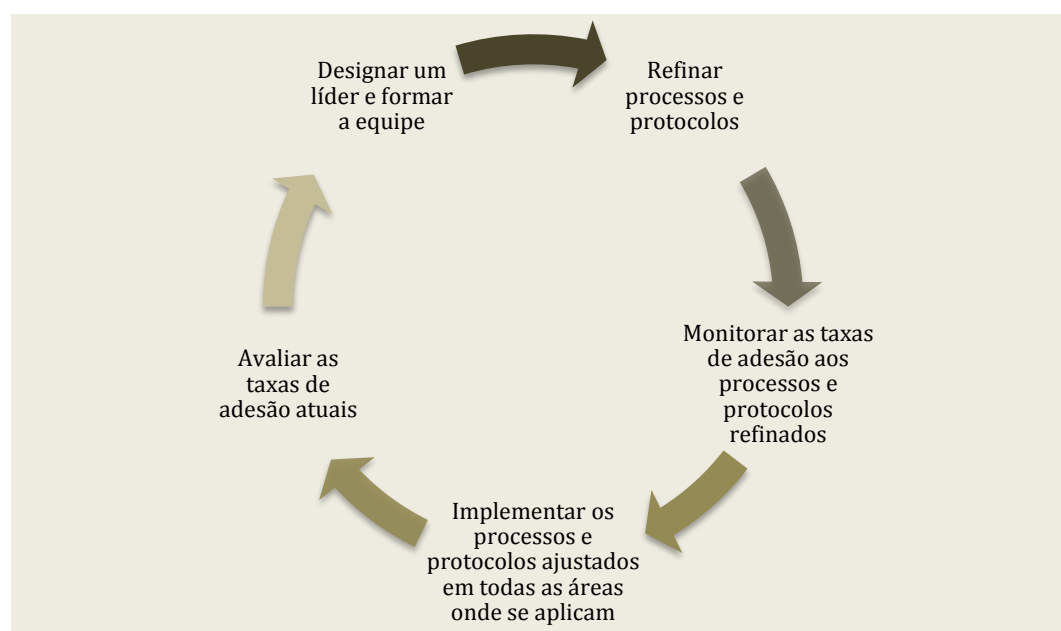 Designar um
líder e formar
a equipe
Refinar
processos e
protocolos
Monitorar as taxas
de adesão aos
processos e
protocolos
refinados
Implementar os
processos e
protocolos ajustados
em todas as áreas
onde se aplicam
Avaliar as
taxas de
adesão atuais